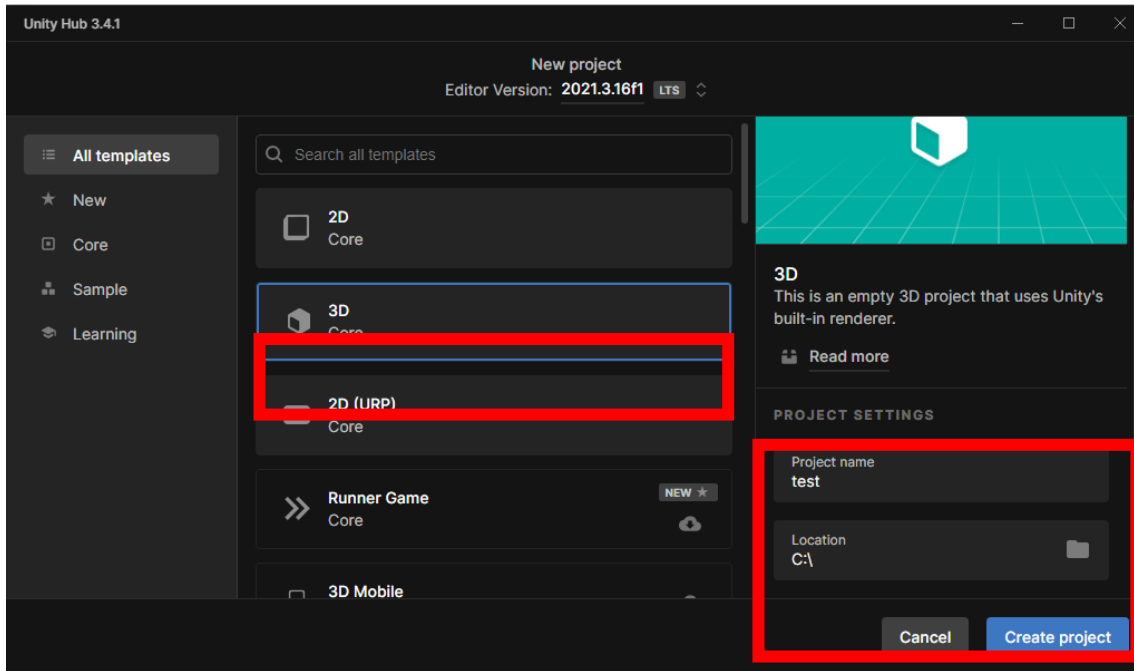 Unity Hub 3.4.1
New project
Editor Version: 2021.3.16f1 LTS
All templates
New
Core
Sample
Learning
Search all templates
2D
Core
3D
Core
2D (URP)
Core
Runner Game
Core
NEW
3D Mobile
3D
This is an empty 3D project that uses Unity's
built-in renderer.
Read more
PROJECT SETTINGS
Project name
test
Location
C:\
Cancel
Create project